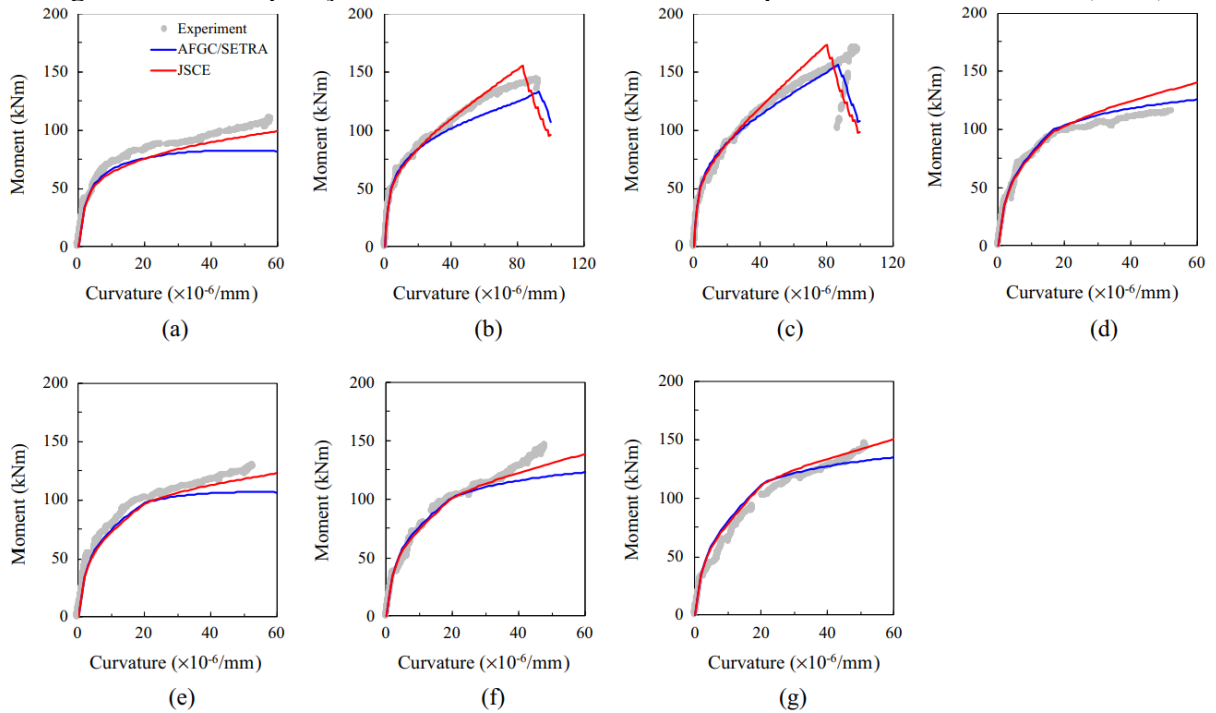 Experiment
AFGC/SETRA
JSCE
Moment (kNm)
200
150
100
50
0
0 20 40 60
Curvature (×10-6/mm)
(a)
Moment (kNm)
200
150
100
50
0
0 40 80 120
Curvature (×10-6/mm)
(b)
Moment (kNm)
200
150
100
50
0
0 40 80 120
Curvature (×10-6/mm)
(c)
Moment (kNm)
200
150
100
50
0
0 20 40 60
Curvature (×10-6/mm)
(d)
Moment (kNm)
200
150
100
50
0
0 20 40 60
Curvature (×10-6/mm)
(e)
Moment (kNm)
200
150
100
50
0
0 20 40 60
Curvature (×10-6/mm)
(f)
Moment (kNm)
200
150
100
50
0
0 20 40 60
Curvature (×10-6/mm)
(g)